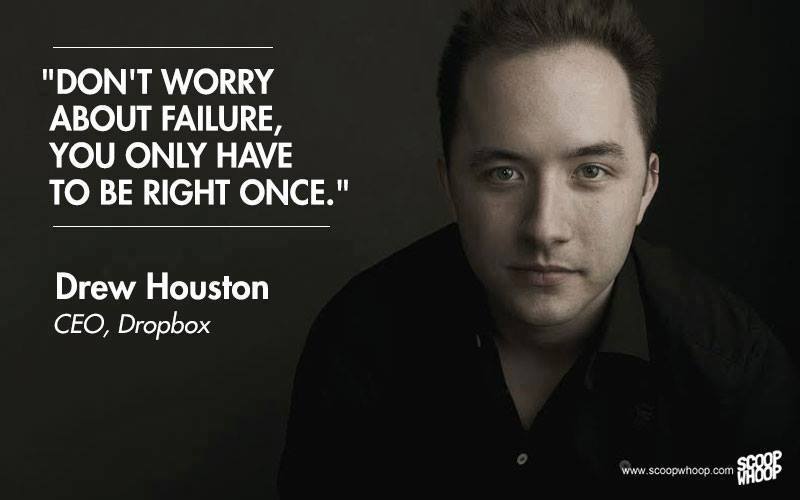 "DON'T WORRY
ABOUT FAILURE,
YOU ONLY HAVE
TO BE RIGHT ONCE."
Drew Houston
CEO, Dropbox
www.scoopwhoop.com
SCOOP
WHOOP